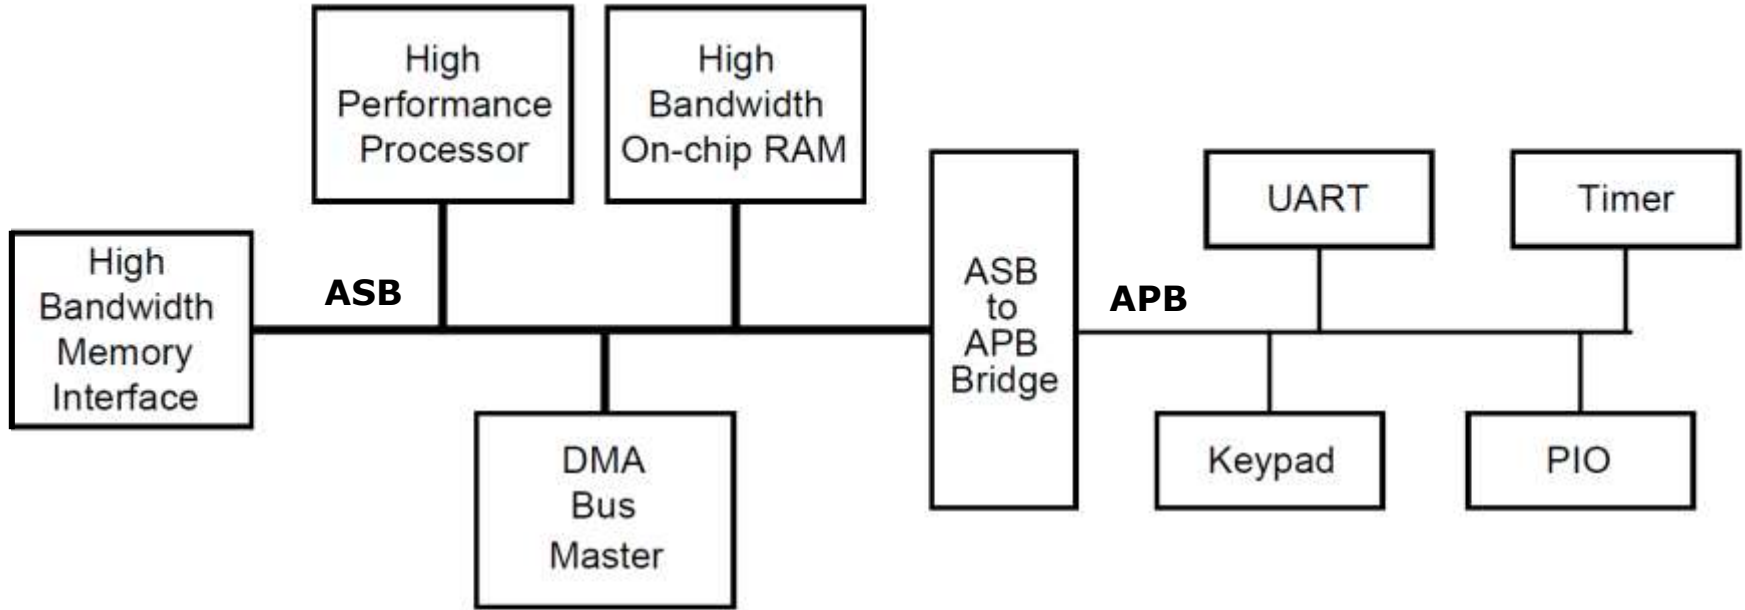 High
Performance
Processor
High
Bandwidth
On-chip RAM
High
Bandwidth
Memory
Interface
ASB
DMA
Bus
Master
ASB
to
APB
Bridge
APB
UART
Timer
Keypad
PIO